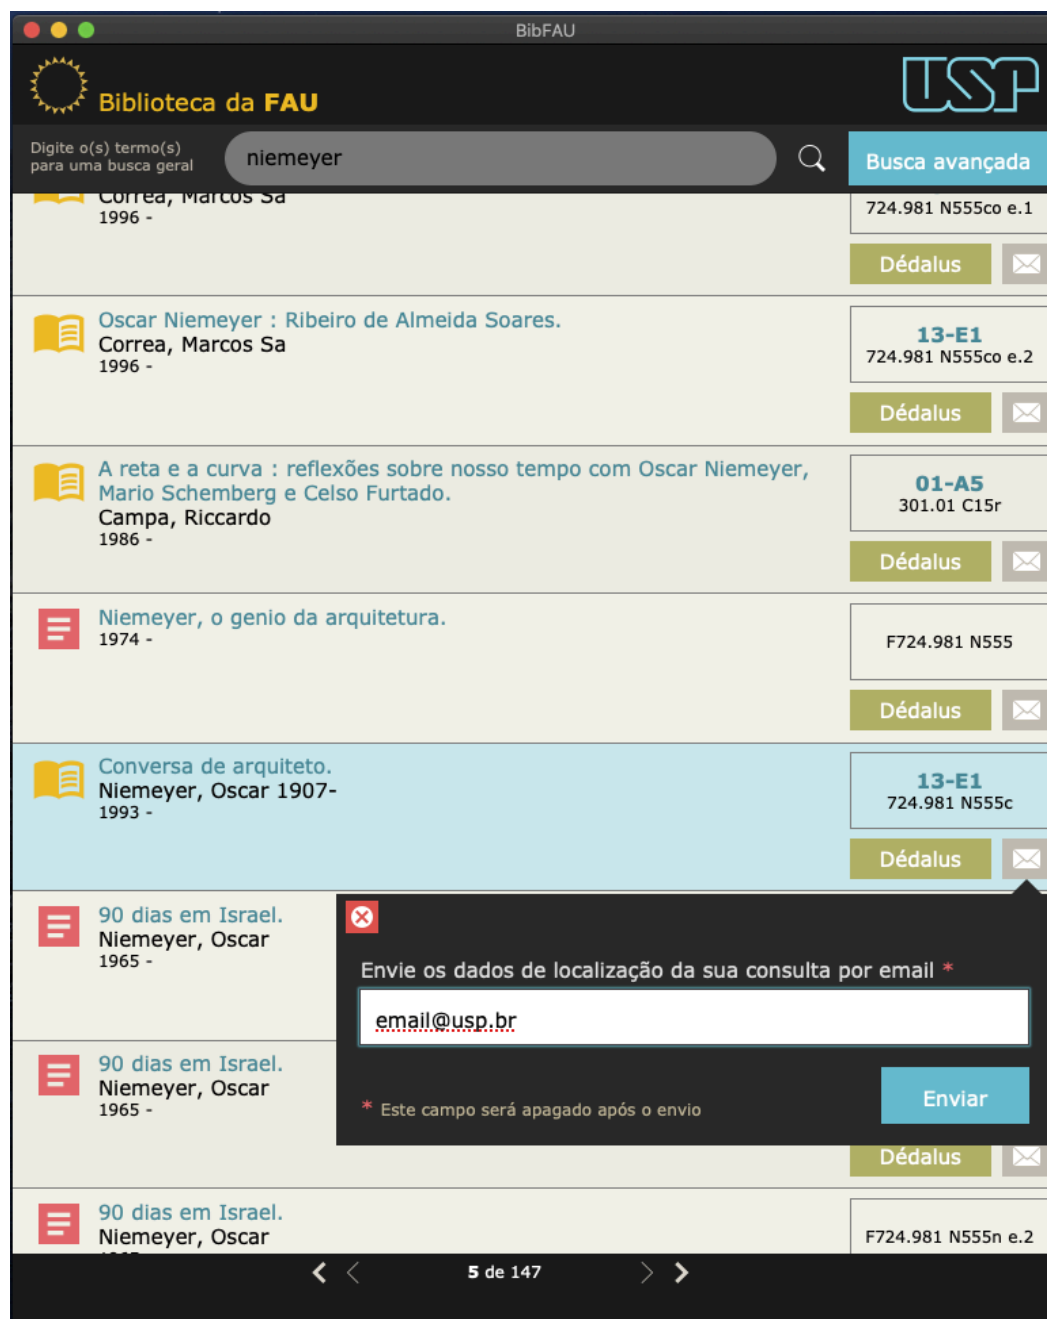 BibFAU
Biblioteca da FAU
USP
Digite o(s) termo(s)
para uma busca geral
niemeyer
Busca avançada
Correa, Marcos Sa
1996 -
724.981 N555co e.1
Dédalus
Oscar Niemeyer : Ribeiro de Almeida Soares.
Correa, Marcos Sa
1996 -
13-E1
724.981 N555co e.2
Dédalus
A reta e a curva : reflexões sobre nosso tempo com Oscar Niemeyer,
Mario Schemberg e Celso Furtado.
Campa, Riccardo
1986 -
01-A5
301.01 C15r
Dédalus
Niemeyer, o genio da arquitetura.
1974 -
F724.981 N555
Dédalus
Conversa de arquiteto.
Niemeyer, Oscar 1907-
1993 -
13-E1
724.981 N555c
Dédalus
90 dias em Israel.
Niemeyer, Oscar
1965 -
Envie os dados de localização da sua consulta por email *
email@usp.br
* Este campo será apagado após o envio
Enviar
90 dias em Israel.
Niemeyer, Oscar
1965 -
Dédalus
90 dias em Israel.
Niemeyer, Oscar
F724.981 N555n e.2
5 de 147